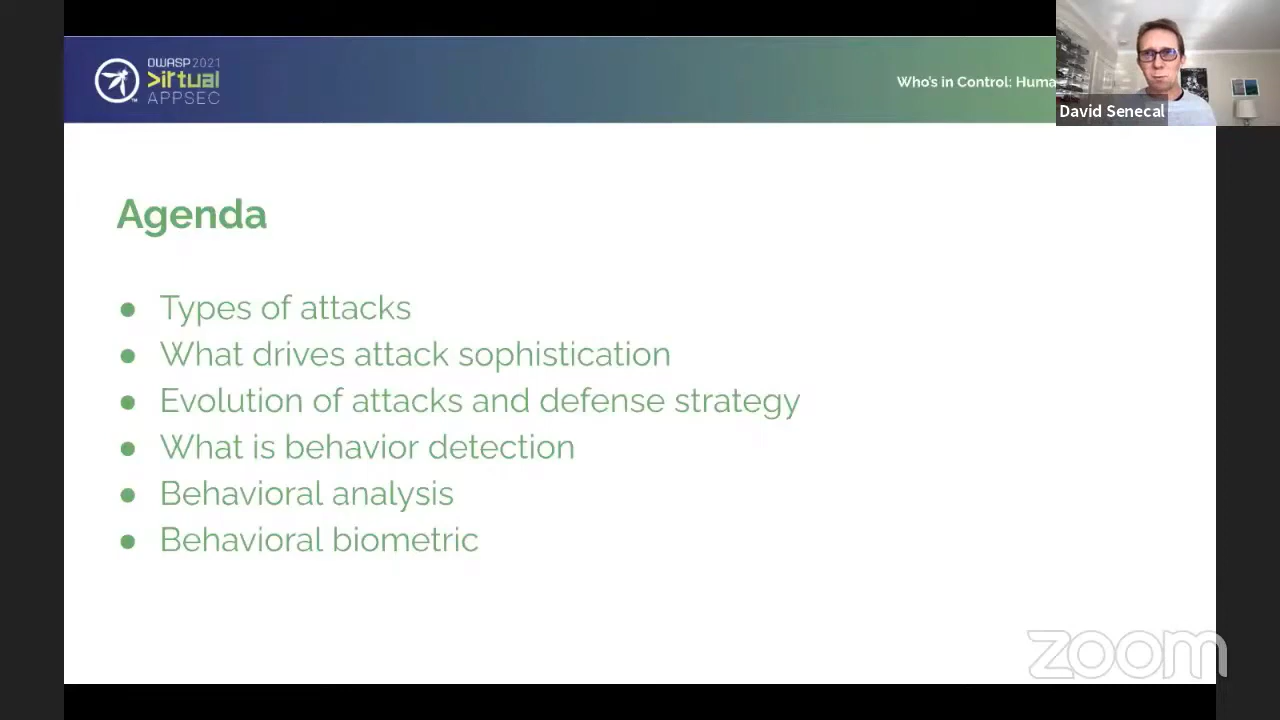 OWASP 2021
>irtual
APPSEC
Who's in Control: Huma
David Senecal
Agenda
● Types of attacks
● What drives attack sophistication
● Evolution of attacks and defense strategy
● What is behavior detection
● Behavioral analysis
● Behavioral biometric
zoom